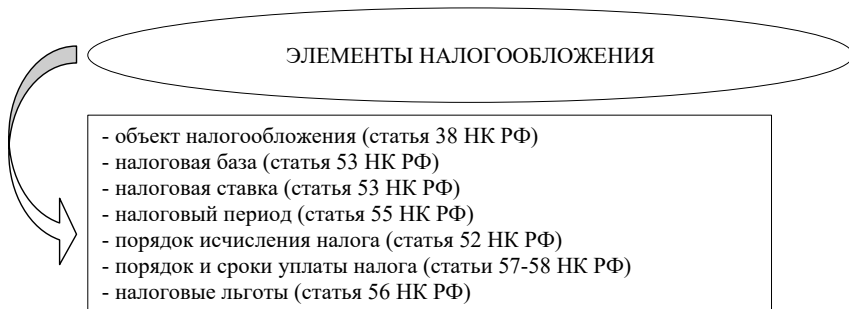 ЭЛЕМЕНТЫ НАЛОГООБЛОЖЕНИЯ
- объект налогообложения (статья 38 НК РФ)
- налоговая база (статья 53 НК РФ)
- налоговая ставка (статья 53 НК РФ)
- налоговый период (статья 55 НК РФ)
- порядок исчисления налога (статья 52 НК РФ)
- порядок и сроки уплаты налога (статьи 57-58 НК РФ)
- налоговые льготы (статья 56 НК РФ)